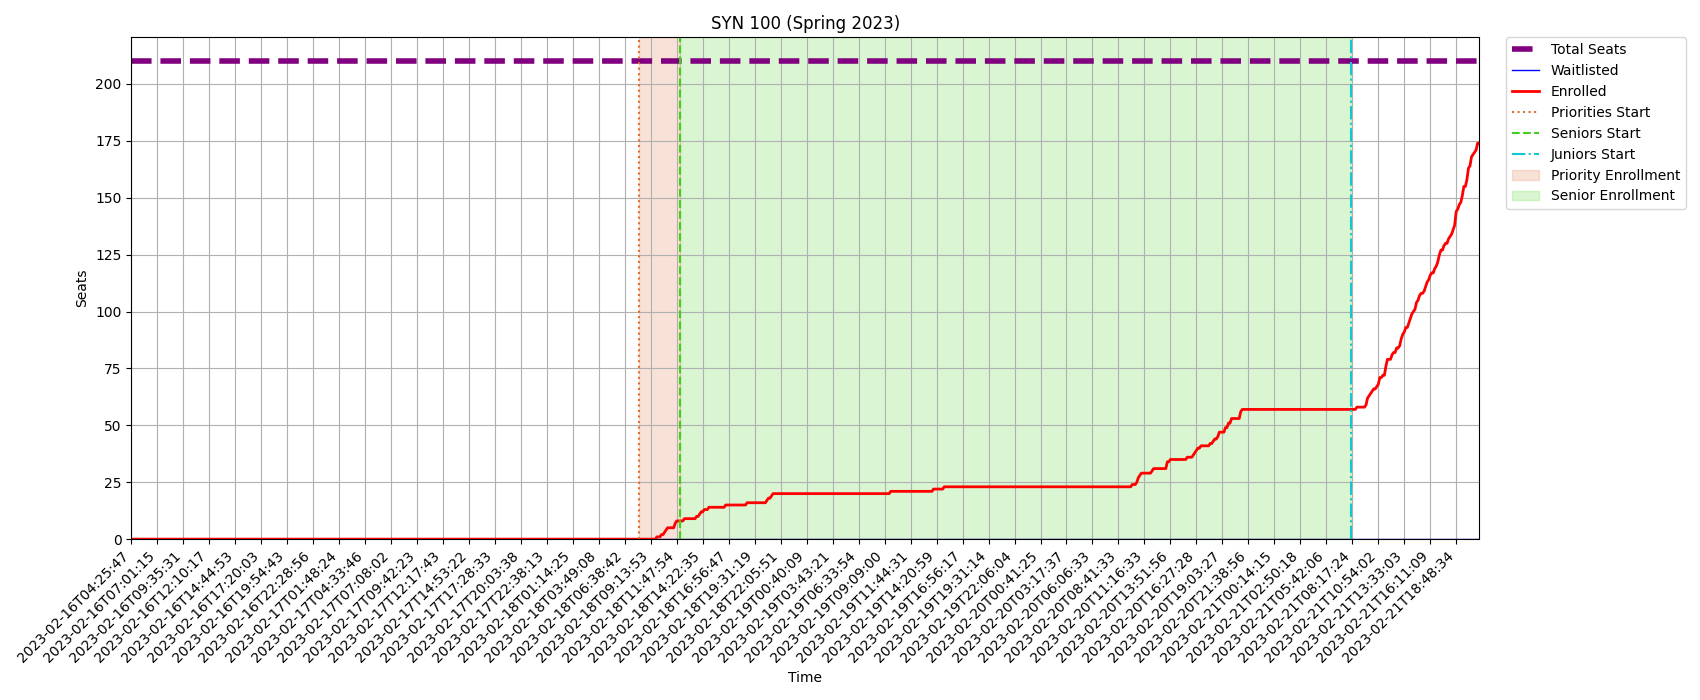 SYN 100 (Spring 2023)
Total Seats
Waitlisted
Enrolled
Priorities Start
Seniors Start
Juniors Start
Priority Enrollment
Senior Enrollment
Seats
200
175
150
125
100
75
50
25
0
2023-02-16T04:25:47
2023-02-16T07:01:15
2023-02-16T09:35:31
2023-02-16T12:10:17
2023-02-16T14:44:53
2023-02-16T17:20:03
2023-02-16T19:54:43
2023-02-16T22:28:56
2023-02-17T01:48:24
2023-02-17T04:33:46
2023-02-17T07:08:02
2023-02-17T09:42:23
2023-02-17T12:17:43
2023-02-17T14:53:22
2023-02-17T17:28:33
2023-02-17T20:03:38
2023-02-17T22:38:13
2023-02-18T01:14:25
2023-02-18T03:49:08
2023-02-18T06:38:42
2023-02-18T09:13:53
2023-02-18T11:47:54
2023-02-18T14:22:35
2023-02-18T16:56:47
2023-02-18T19:31:19
2023-02-18T22:05:51
2023-02-19T00:40:09
2023-02-19T03:43:21
2023-02-19T06:33:54
2023-02-19T09:09:00
2023-02-19T11:44:31
2023-02-19T14:20:59
2023-02-19T16:56:17
2023-02-19T19:31:14
2023-02-19T22:06:04
2023-02-20T00:41:25
2023-02-20T03:17:37
2023-02-20T06:06:33
2023-02-20T08:41:33
2023-02-20T11:16:33
2023-02-20T13:51:56
2023-02-20T16:27:28
2023-02-20T19:03:27
2023-02-20T21:38:56
2023-02-21T00:14:15
2023-02-21T02:50:18
2023-02-21T05:42:06
2023-02-21T08:17:24
2023-02-21T10:54:02
2023-02-21T13:33:03
2023-02-21T16:11:09
2023-02-21T18:48:34
Time